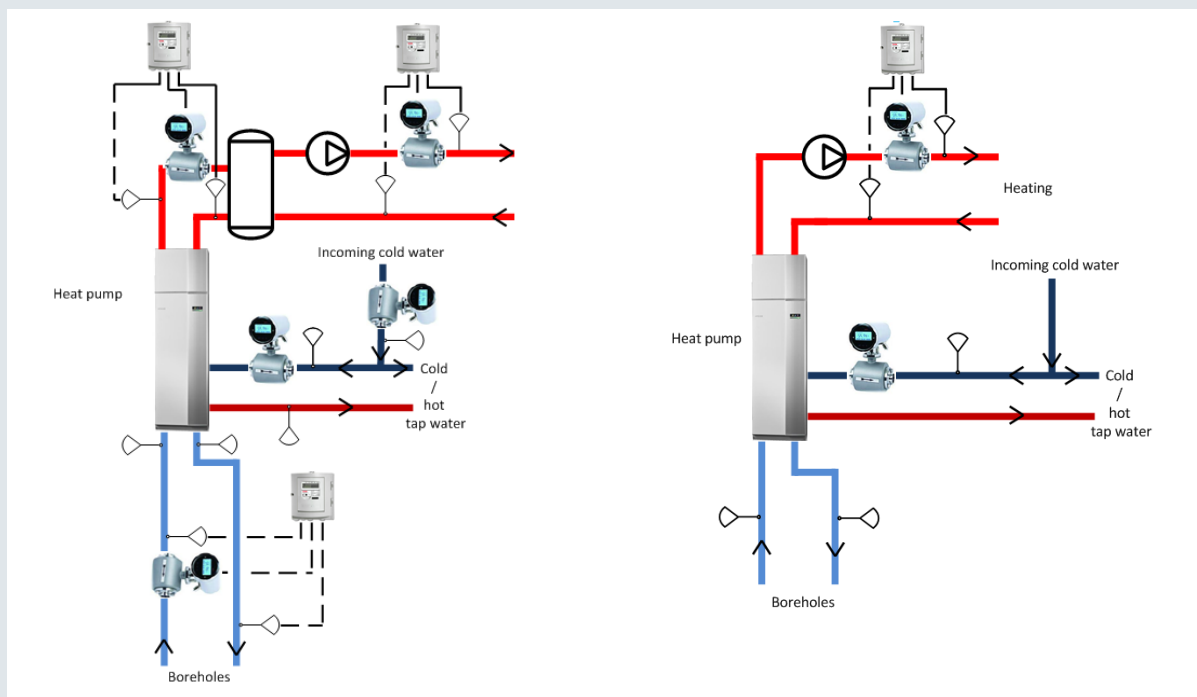 Incoming cold water
Heat pump
Cold
/
hot
tap water
Boreholes
Heating
Incoming cold water
Heat pump
Cold
/
hot
tap water
Boreholes